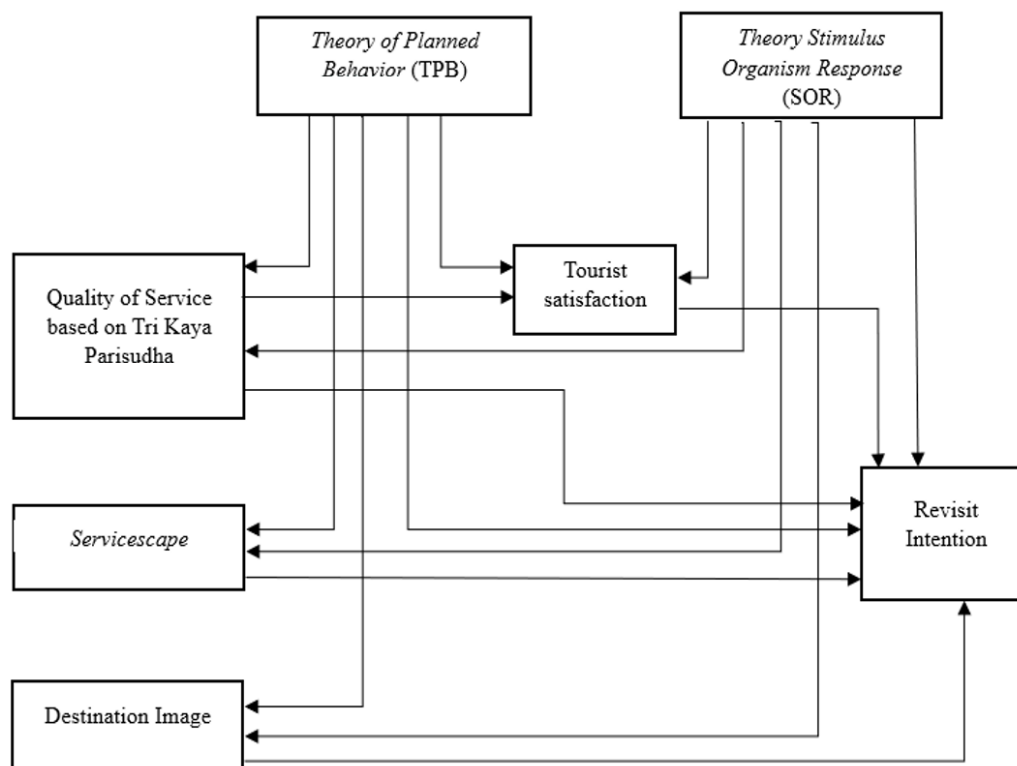 Theory of Planned
Behavior (TPB)
Theory Stimulus
Organism Response
(SOR)
Quality of Service
based on Tri Kaya
Parisudha
Tourist
satisfaction
Servicescape
Revisit
Intention
Destination Image